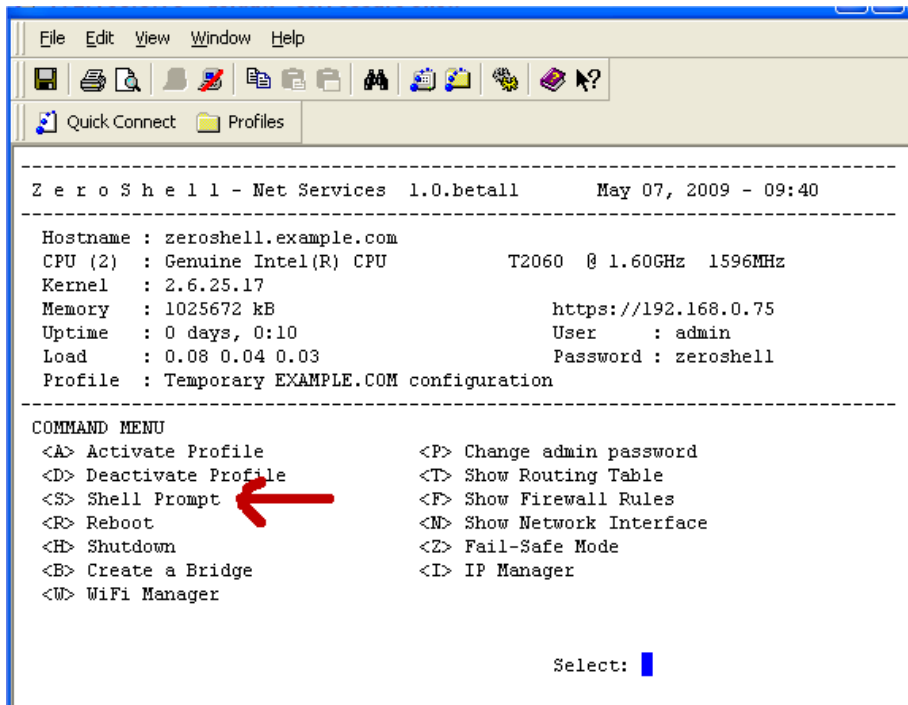 File Edit View Window Help
Quick Connect Profiles
Z e r o S h e l l - Net Services 1.0.beta11 May 07, 2009 - 09:40
Hostname : zeroshell.example.com
CPU (2) : Genuine Intel(R) CPU T2060 @ 1.60GHz 1596MHz
Kernel : 2.6.25.17
Memory : 1025672 kB https://192.168.0.75
Uptime : 0 days, 0:10 User : admin
Load : 0.08 0.04 0.03 Password : zeroshell
Profile : Temporary EXAMPLE.COM configuration
COMMAND MENU
<A> Activate Profile <P> Change admin password
<D> Deactivate Profile <T> Show Routing Table
<S> Shell Prompt <F> Show Firewall Rules
<R> Reboot <N> Show Network Interface
<H> Shutdown <Z> Fail-Safe Mode
<B> Create a Bridge <I> IP Manager
<W> WiFi Manager
Select: